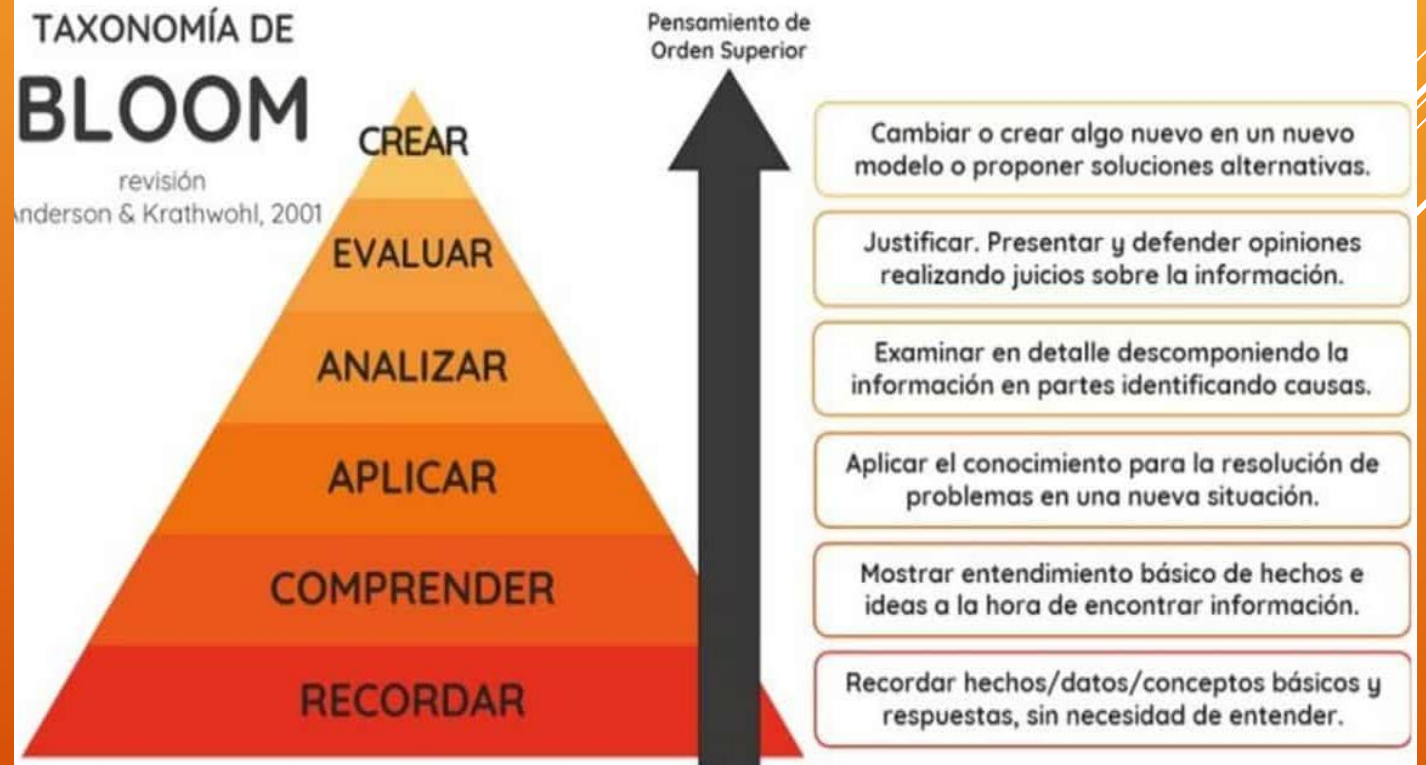 TAXONOMÍA DE
BLOOM
revisión
Anderson & Krathwohl, 2001
Pensamiento de
Orden Superior
CREAR
Cambiar o crear algo nuevo en un nuevo
modelo o proponer soluciones alternativas.
EVALUAR
Justificar. Presentar y defender opiniones
realizando juicios sobre la información.
ANALIZAR
Examinar en detalle descomponiendo la
información en partes identificando causas.
APLICAR
Aplicar el conocimiento para la resolución de
problemas en una nueva situación.
COMPRENDER
Mostrar entendimiento básico de hechos e
ideas a la hora de encontrar información.
RECORDAR
Recordar hechos/datos/conceptos básicos y
respuestas, sin necesidad de entender.